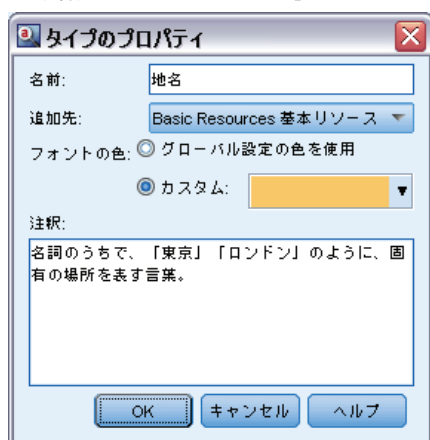 タイプのプロパティ
名前: 地名
追加先: Basic Resources 基本リソース
フォントの色: グローバル設定の色を使用
カスタム:
注釈:
名詞のうちで、「東京」「ロンドン」のように、固
有の場所を表す言葉。
OK キャンセル ヘルプ